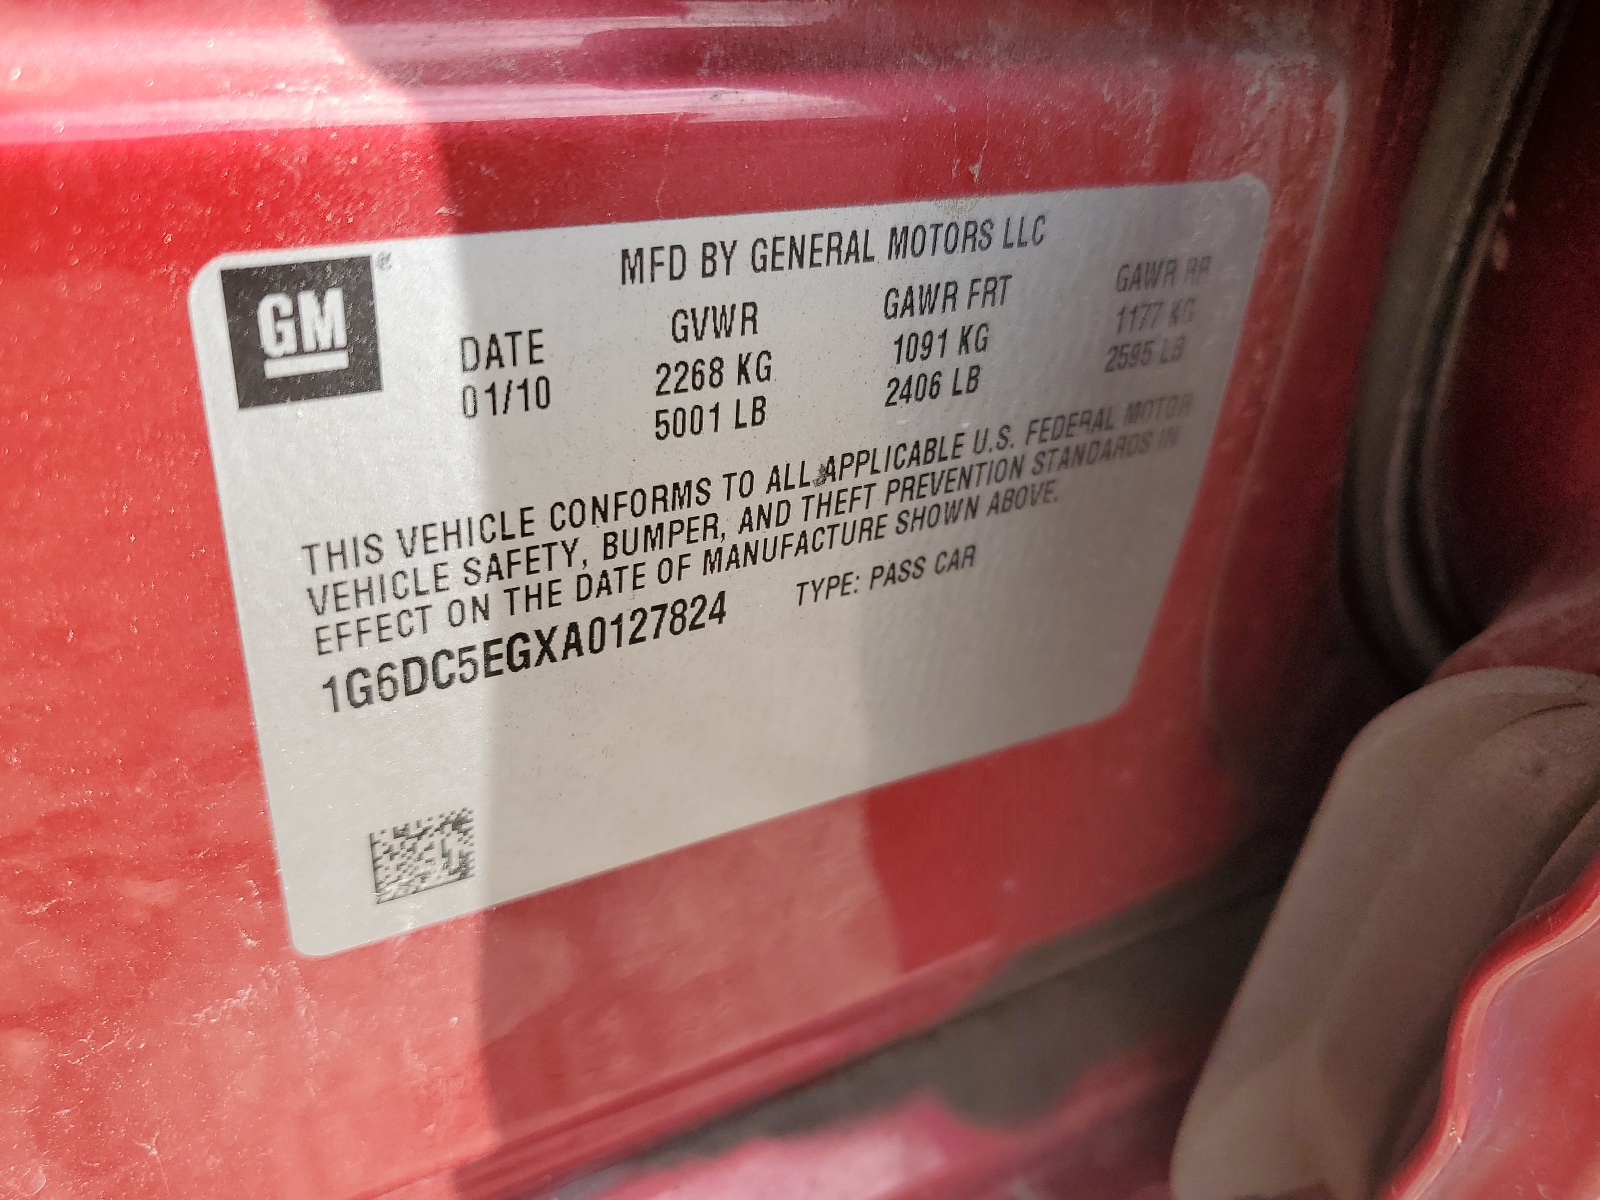 GM®
MFD BY GENERAL MOTORS LLC
DATE GVWR GAWR FRT GAWR RR
01/10 2268 KG 1091 KG 1177 KG
5001 LB 2406 LB 2595 LB
THIS VEHICLE CONFORMS TO ALL APPLICABLE U.S. FEDERAL MOTOR
VEHICLE SAFETY, BUMPER, AND THEFT PREVENTION STANDARDS IN
EFFECT ON THE DATE OF MANUFACTURE SHOWN ABOVE.
1G6DC5EGXA0127824 TYPE: PASS CAR